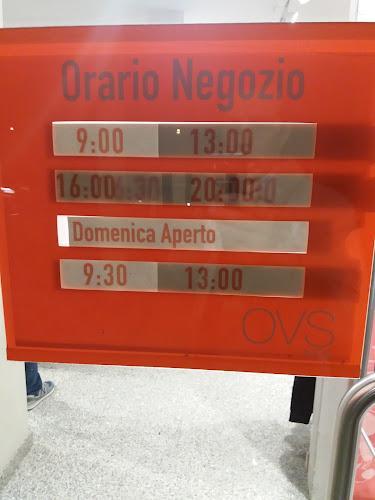 Orario Negozio
9:00 13:00
16:00 20:00
Domenica Aperto
9:30 13:00
OVS